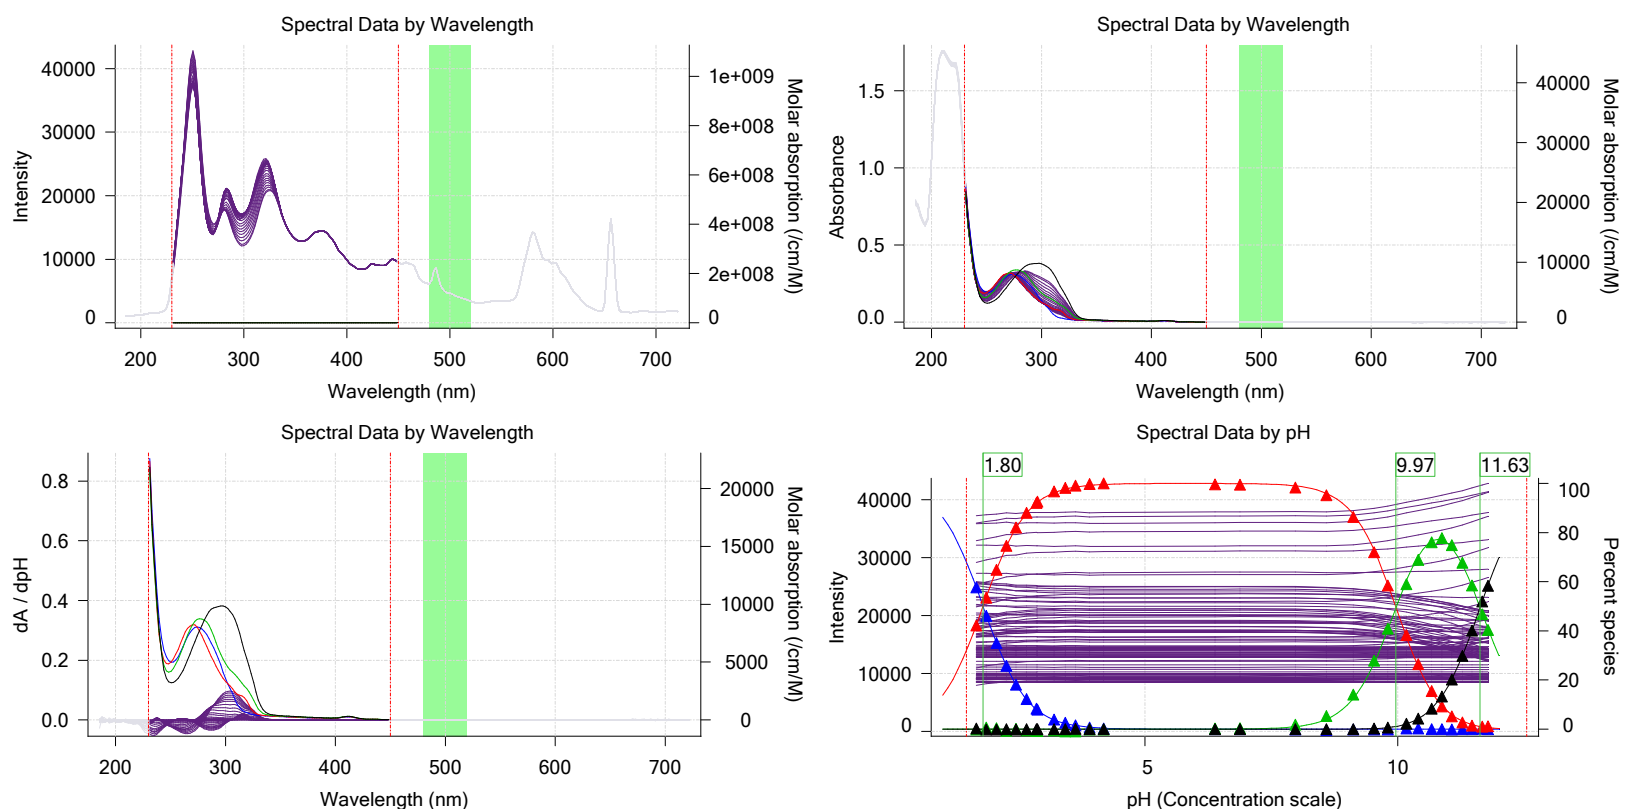 Spectral Data by Wavelength
Intensity
40000
30000
20000
10000
0
1e+009
8e+008
6e+008
4e+008
2e+008
0
Molar absorption (/cm/M)
200 300 400 500 600 700
Wavelength (nm)
Spectral Data by Wavelength
Absorbance
1.5
1.0
0.5
0.0
40000
30000
20000
10000
0
Molar absorption (/cm/M)
200 300 400 500 600 700
Wavelength (nm)
Spectral Data by Wavelength
dA / dpH
0.8
0.6
0.4
0.2
0.0
20000
15000
10000
5000
0
Molar absorption (/cm/M)
200 300 400 500 600 700
Wavelength (nm)
Spectral Data by pH
1.80 9.97 11.63
Intensity
40000
30000
20000
10000
0
100
80
60
40
20
0
Percent species
5 10
pH (Concentration scale)